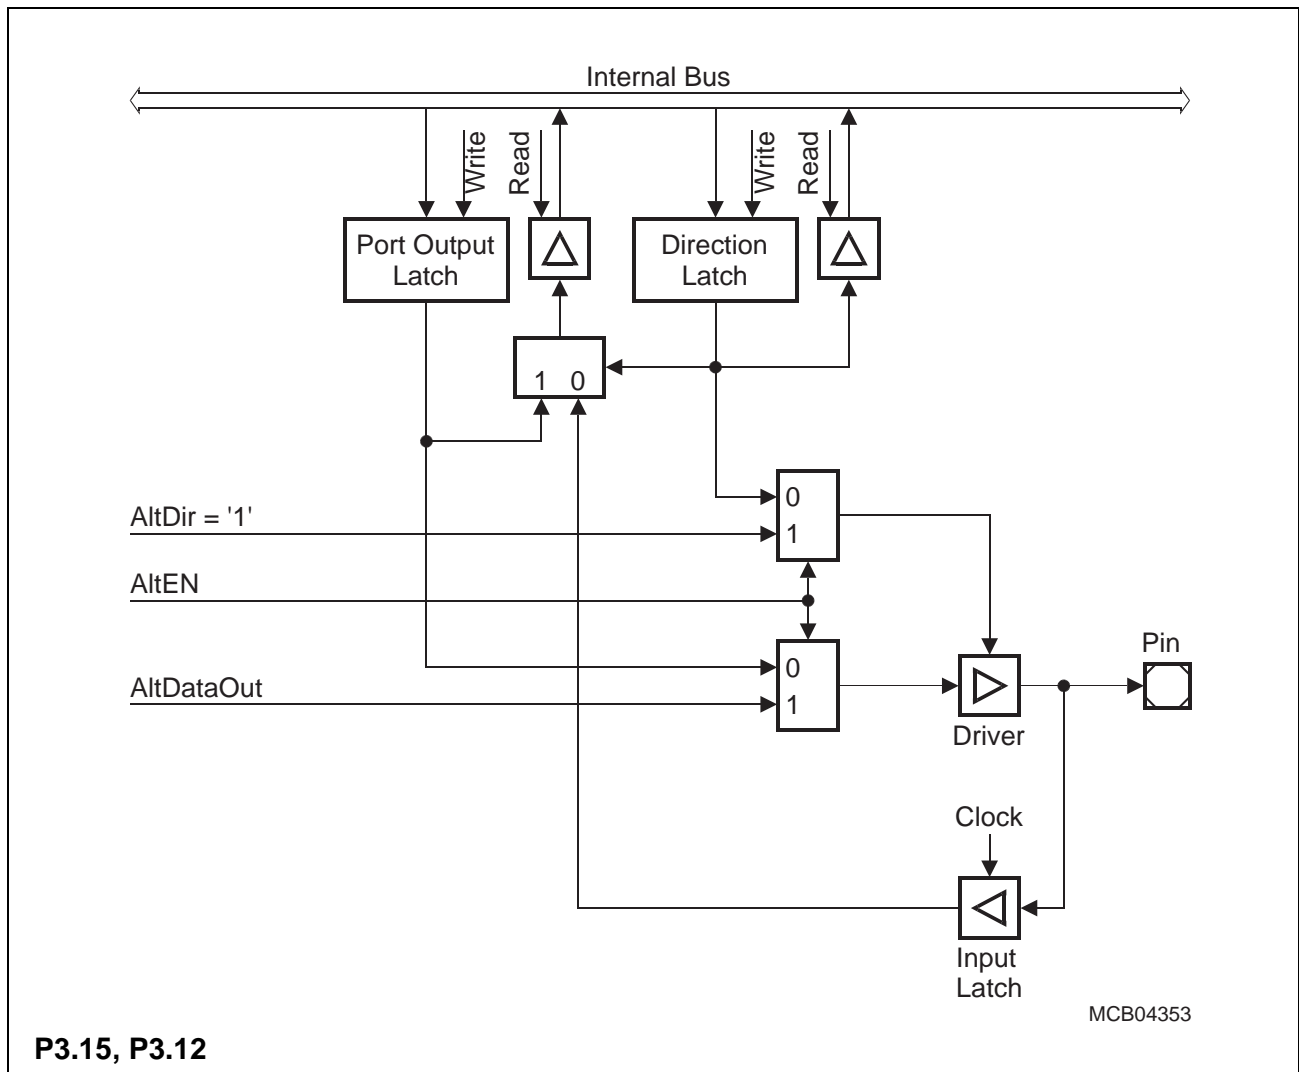 Internal Bus
Write
Read
Write
Read
Port Output
Latch
Direction
Latch
1 0
AltDir = '1'
0
1
AltEN
AltDataOut
0
1
Pin
Driver
Clock
Input
Latch
MCB04353
P3.15, P3.12